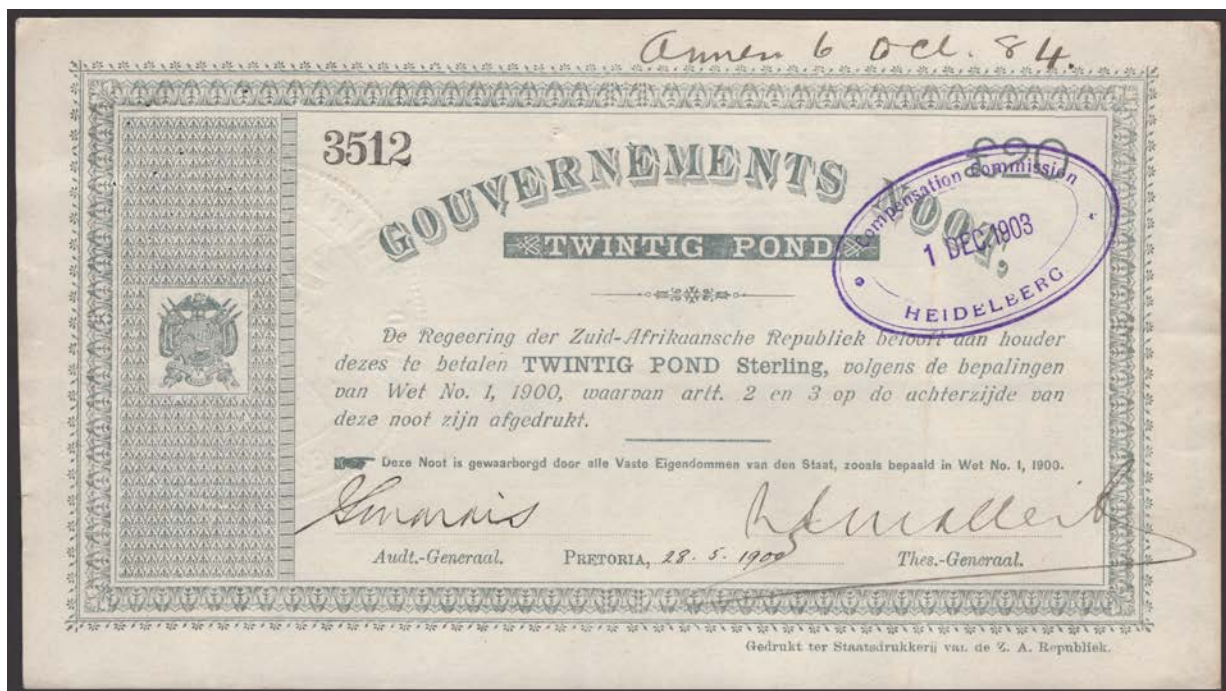 6 Oct. 84.
3512
£20
GOUVERNEMENTS
Noot,
TWINTIG POND
Compensation Commission
1 DEC. 1903
HEIDELBERG
De Regeering der Zuid-Afrikaansche Republiek belooft aan houder
dezes te betalen TWINTIG POND Sterling, volgens de bepalingen
van Wet No. 1, 1900, waarvan artt. 2 en 3 op de achterzijde van
deze noot zijn afgedrukt.
Deze Noot is gewaarborgd door alle Vaste Eigendommen van den Staat, zooals bepaald in Wet No. 1, 1900.
Audt.-Generaal. PRETORIA, 28. 5. 1900 Thes.-Generaal.
Gedrukt ter Staatsdrukkerij van de Z. A. Republiek.